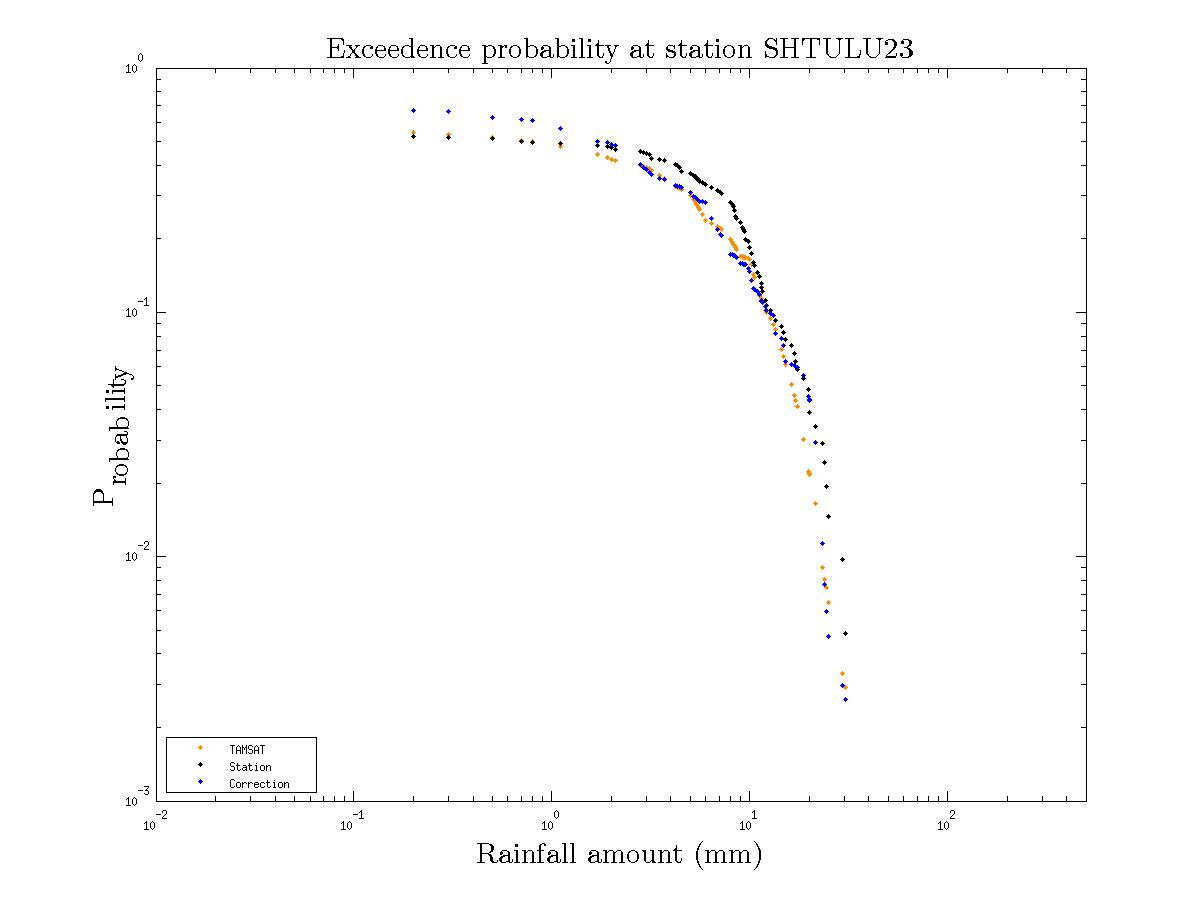 Exceedence probability at station SHTULU23
10^0
10^-1
10^-2
10^-3
Probability
TAMSAT
Station
Correction
10^-2 10^-1 10^0 10^1 10^2
Rainfall amount (mm)